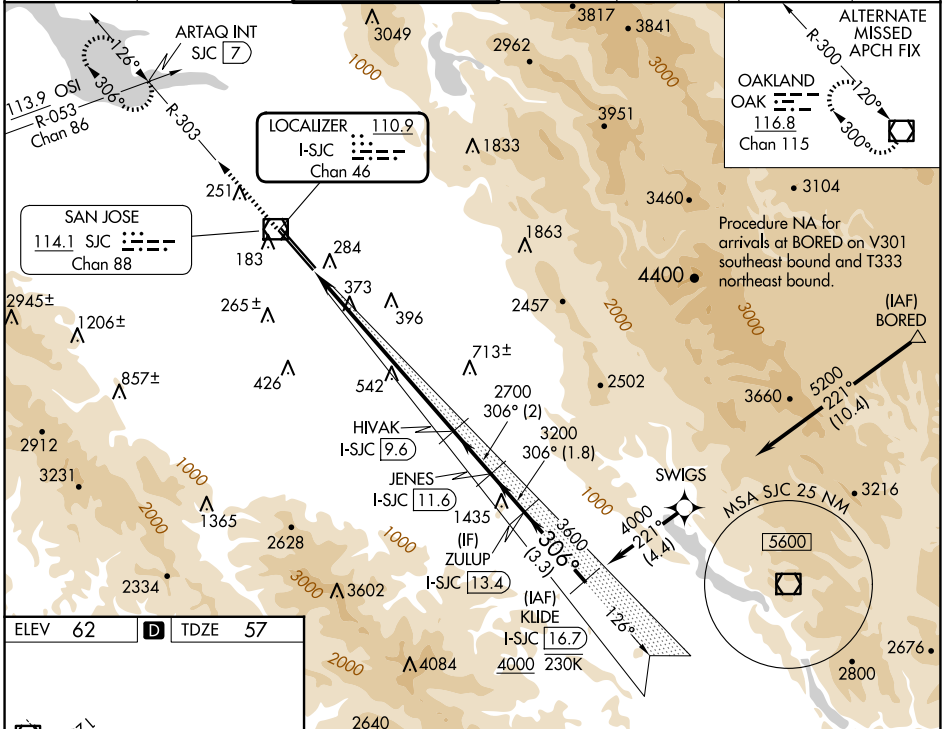 3817
3841
3049
2962
1000
3000
3951
1833
ARTAQ INT
SJC 7
126°
306°
113.9 OSI
R-053
Chan 86
R-303
LOCALIZER 110.9
I-SJC
Chan 46
ALTERNATE
MISSED
APCH FIX
R-300
OAKLAND
OAK
116.8
Chan 115
120°
300°
251
SAN JOSE
114.1 SJC
Chan 88
183
284
373
265±
396
3460
3104
1863
4400
2457
2000
3000
Procedure NA for
arrivals at BORED on V301
southeast bound and T333
northeast bound.
(IAF)
BORED
2945±
1206±
857±
426
542
713±
2502
3660
5200
221°
(10.4)
2912
3231
1000
2000
1365
2628
1000
2334
3000
3602
HIVAK
I-SJC 9.6
2700
306° (2)
JENES
I-SJC 11.6
3200
306° (1.8)
1435
(IF)
ZULUP
I-SJC 13.4
3600
306°
(3.3)
1000
SWIGS
4000
221°
(4.4)
(IAF)
KLIDE
I-SJC 16.7
4000 230K
126°
MSA SJC 25 NM
5600
3216
2676
2800
2000
4084
2640
ELEV 62 D TDZE 57